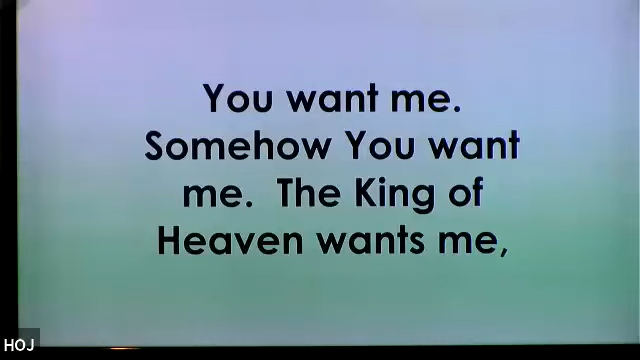 You want me.
Somehow You want
me.  The King of
Heaven wants me,
HOJ